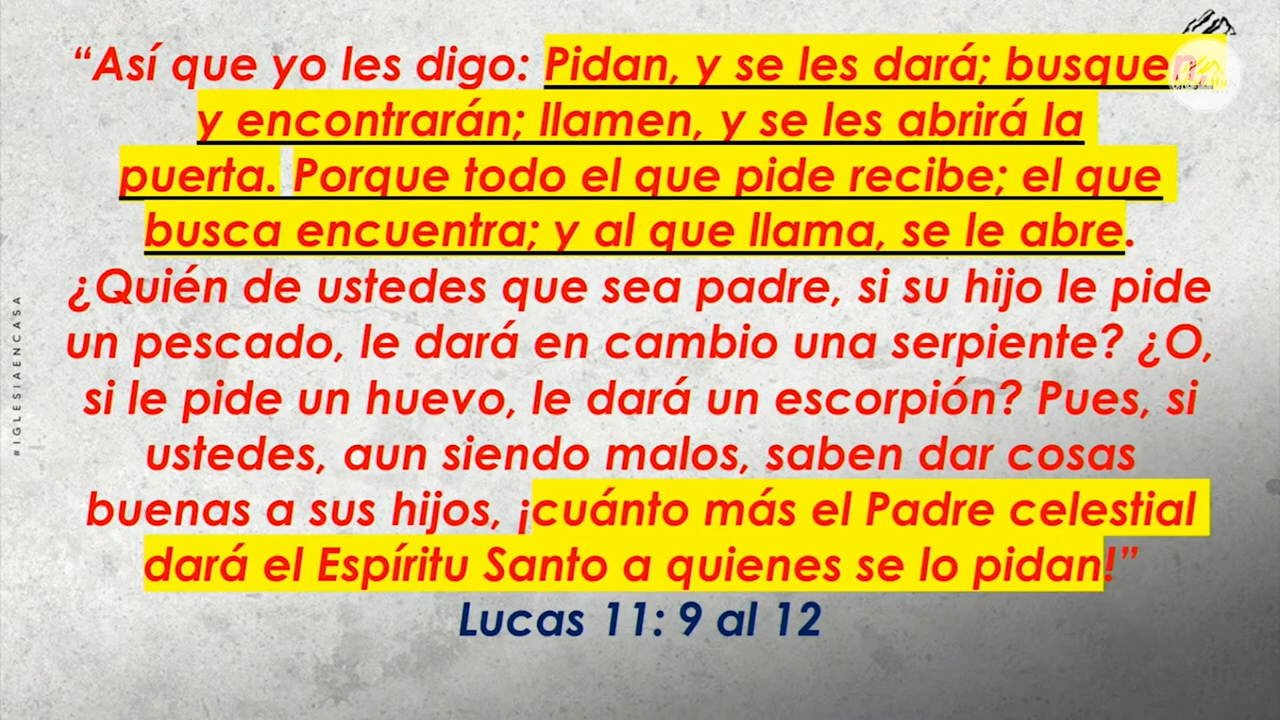 “Así que yo les digo: Pidan, y se les dará; busquen,
y encontrarán; llamen, y se les abrirá la
puerta. Porque todo el que pide recibe; el que
busca encuentra; y al que llama, se le abre.
¿Quién de ustedes que sea padre, si su hijo le pide
un pescado, le dará en cambio una serpiente? ¿O,
si le pide un huevo, le dará un escorpión? Pues, si
ustedes, aun siendo malos, saben dar cosas
buenas a sus hijos, ¡cuánto más el Padre celestial
dará el Espíritu Santo a quienes se lo pidan!”
Lucas 11: 9 al 12
#IGLESIAENCASA